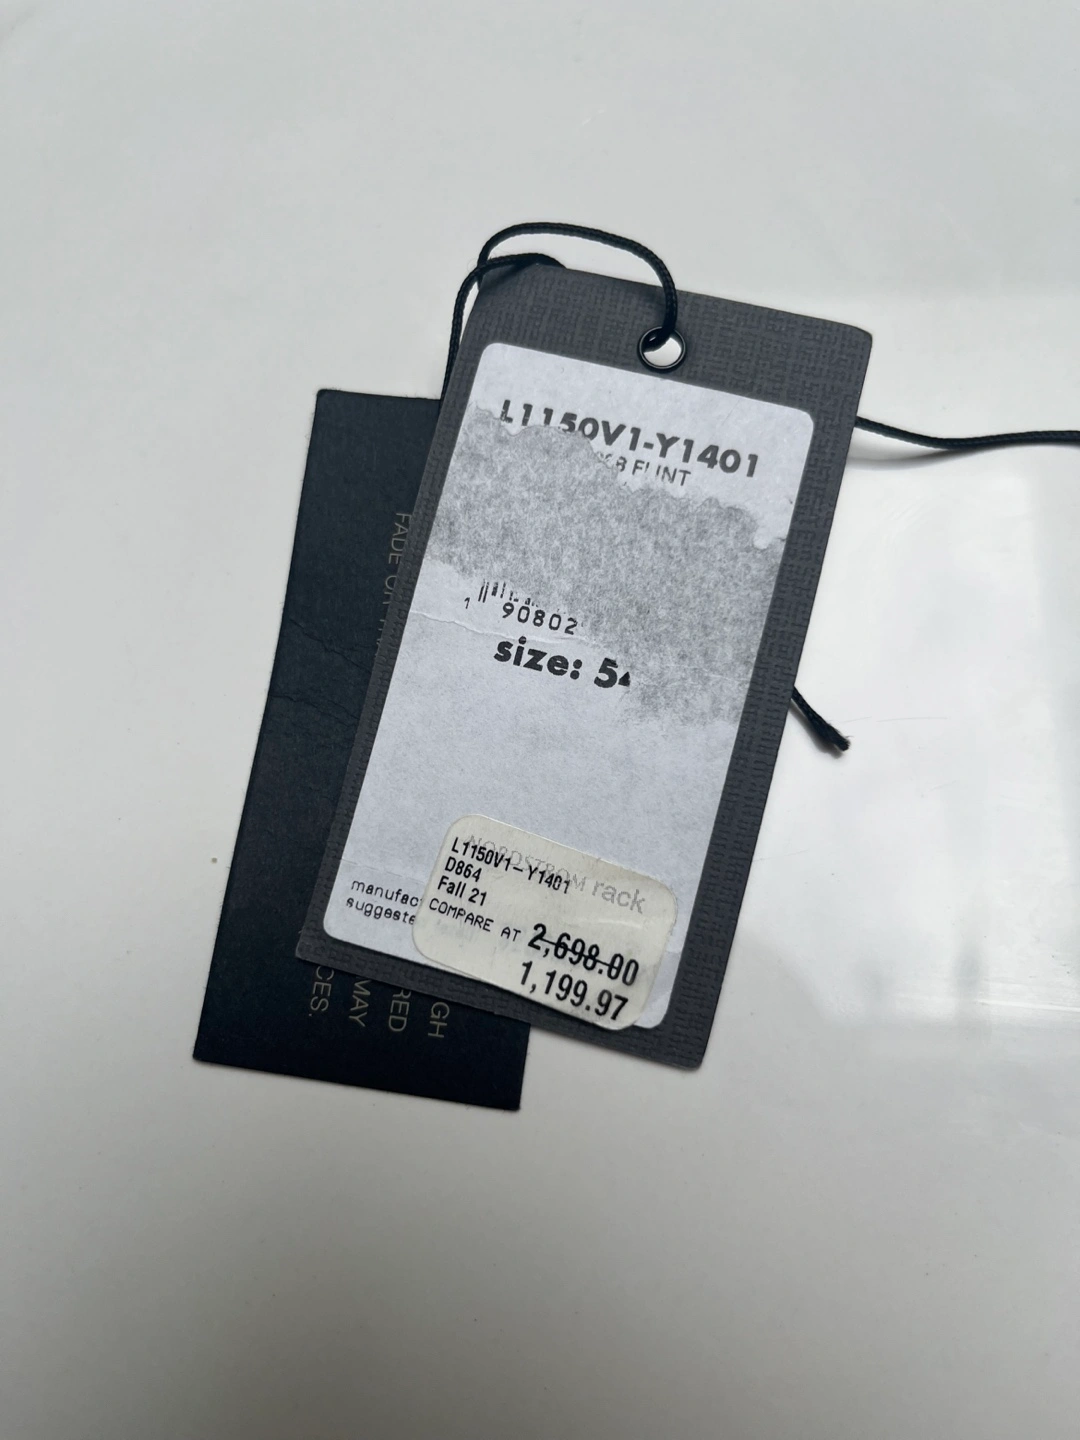 L1150V1-Y1401
FLINT
1 90802
size: 5
manufac
suggeste
NORDSTROM rack
L1150V1-Y1401
D864
Fall 21
COMPARE AT 2,698.00
1,199.97
FADE OR
GH
RED
MAY
CES.